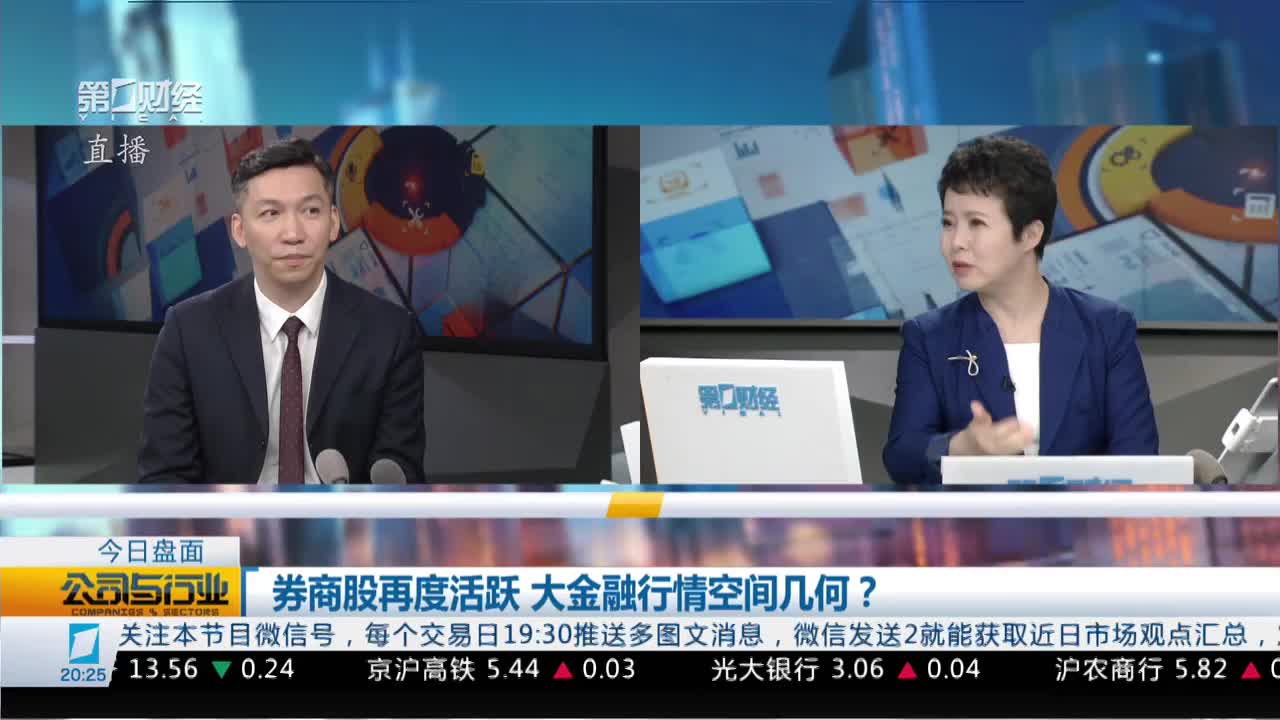 第一财经
YICAI
直播
第一财经
YICAI
今日盘面
公司与行业
COMPANIES & SECTORS
券商股再度活跃 大金融行情空间几何？
关注本节目微信号，每个交易日19:30推送多图文消息，微信发送2就能获取近日市场观点汇总，
20:25
13.56 ▼ 0.24 京沪高铁 5.44 ▲ 0.03 光大银行 3.06 ▲ 0.04 沪农商行 5.82 ▲